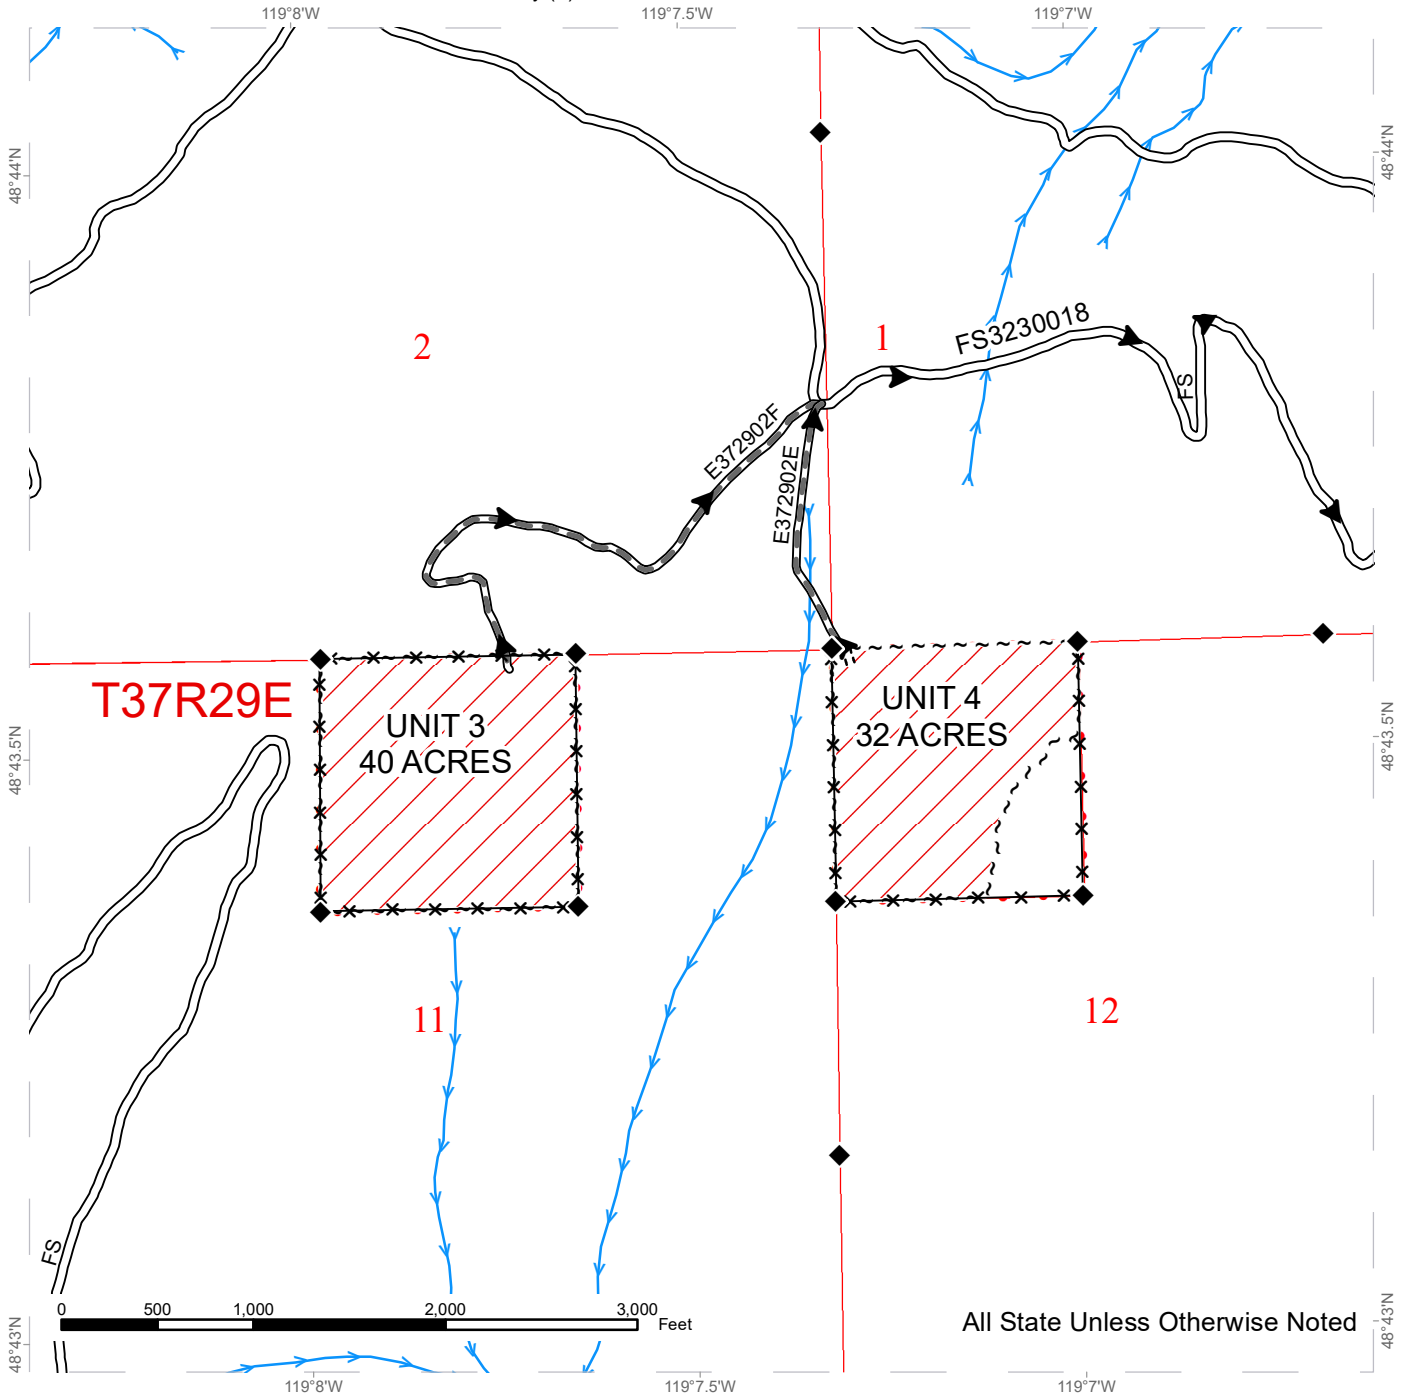 119°8'W
119°7.5'W
119°7'W
48°44'N
48°44'N
2
1
FS3230018
FS
E372902F
E372902E
T37R29E
UNIT 3
40 ACRES
UNIT 4
32 ACRES
48°43.5'N
48°43.5'N
11
12
FS
0
500
1,000
2,000
3,000
Feet
All State Unless Otherwise Noted
48°43'N
48°43'N
119°8'W
119°7.5'W
119°7'W